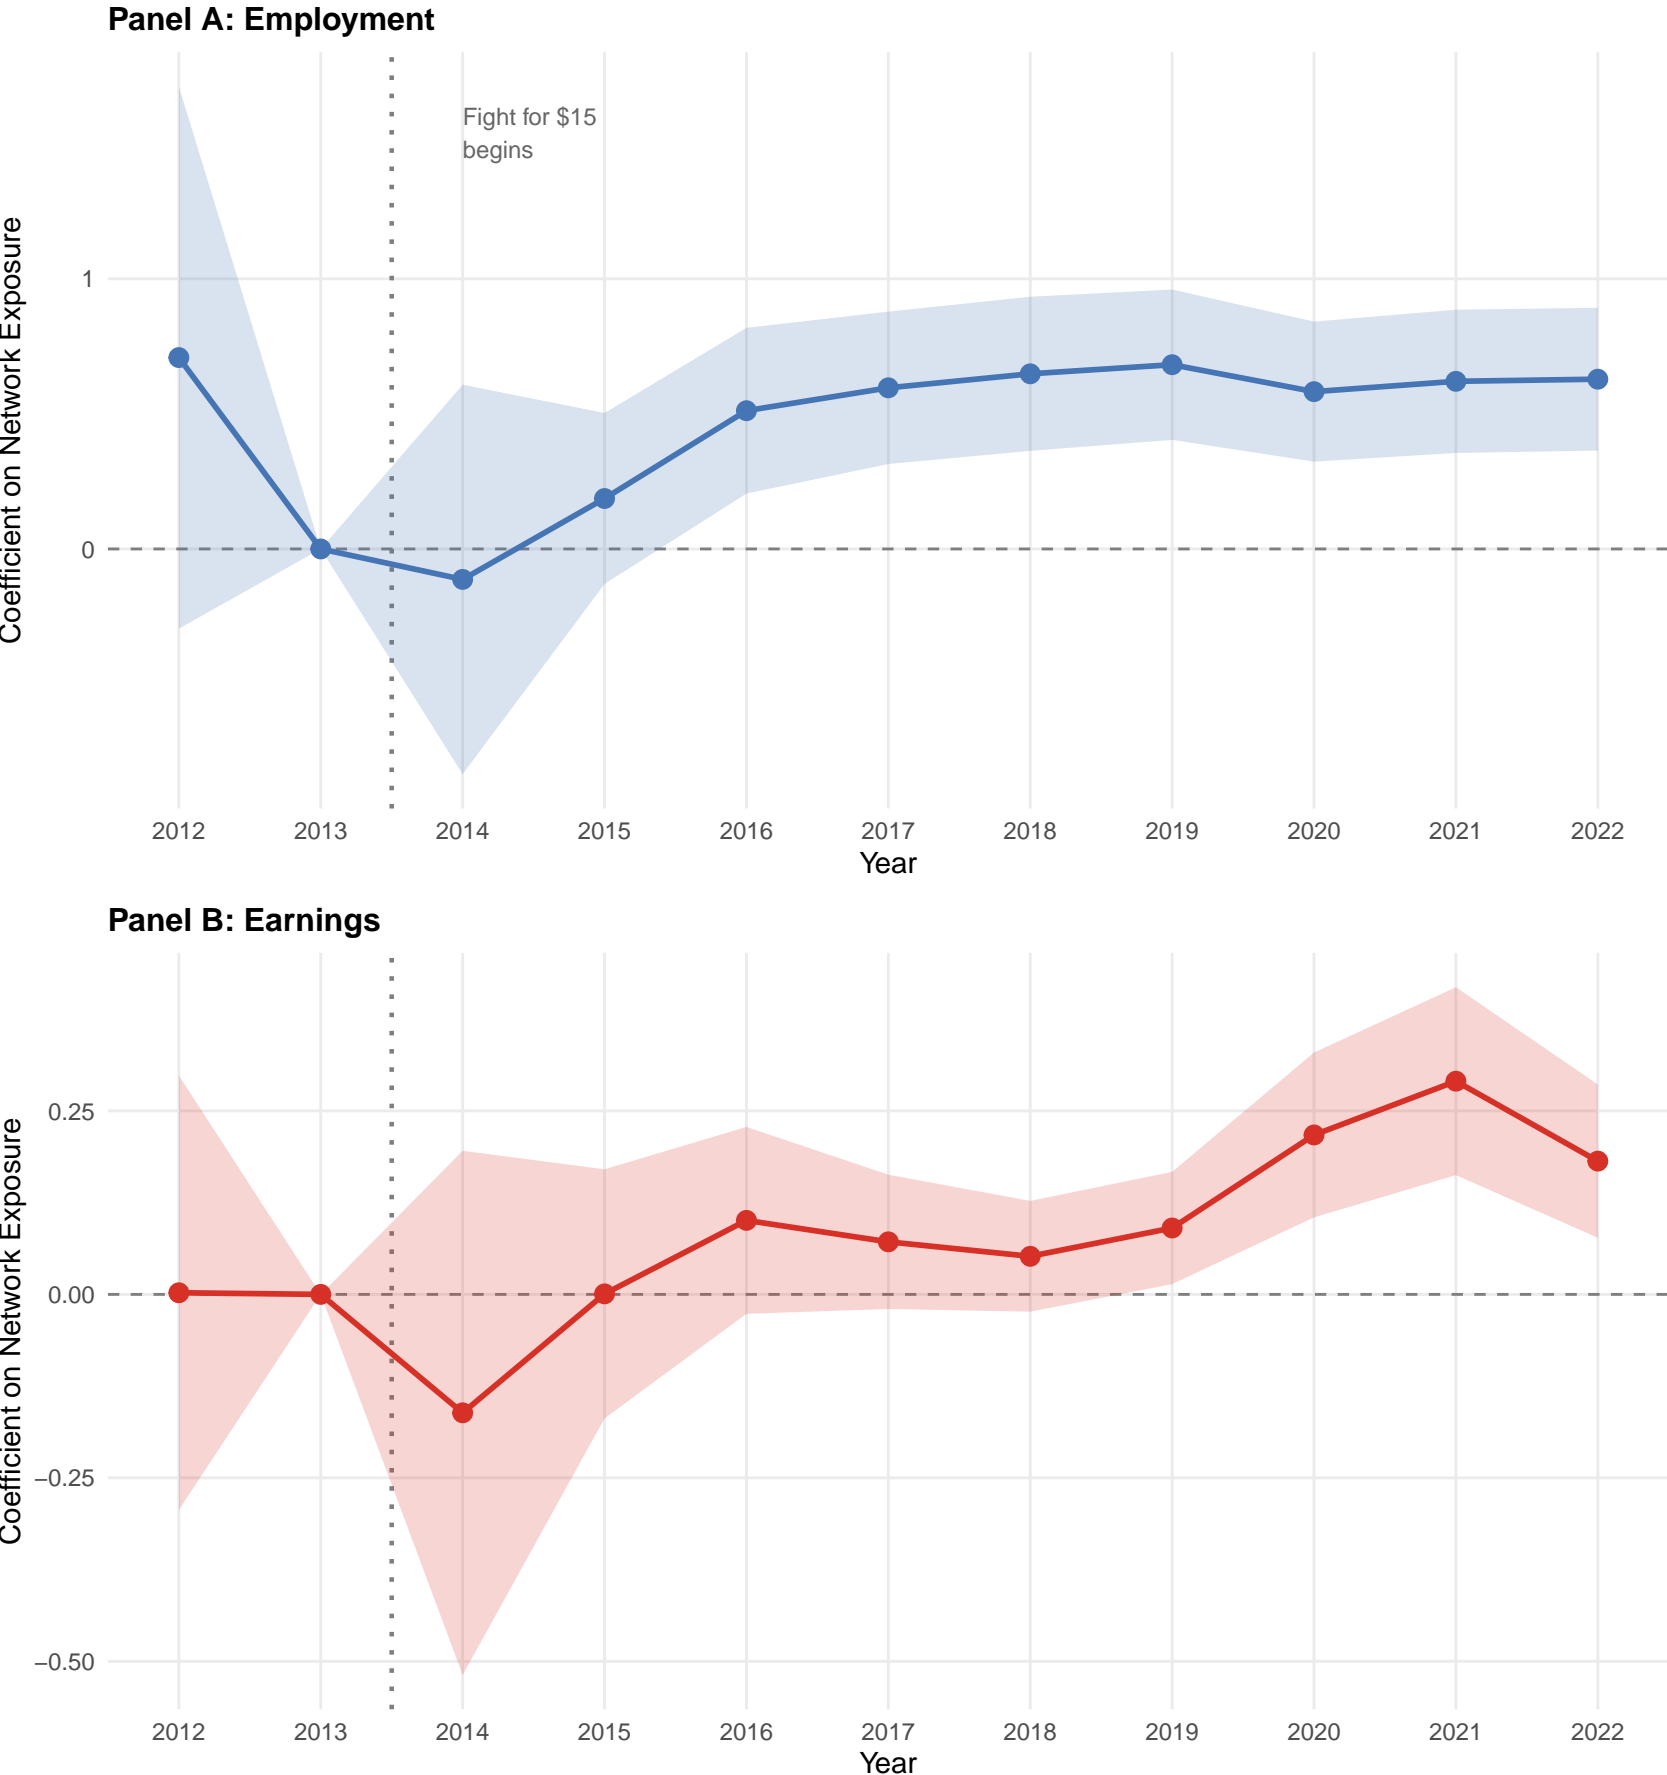 Panel A: Employment
Coefficient on Network Exposure
Fight for $15
begins
1
0
2012 2013 2014 2015 2016 2017 2018 2019 2020 2021 2022
Year
Panel B: Earnings
Coefficient on Network Exposure
0.25
0.00
−0.25
−0.50
2012 2013 2014 2015 2016 2017 2018 2019 2020 2021 2022
Year